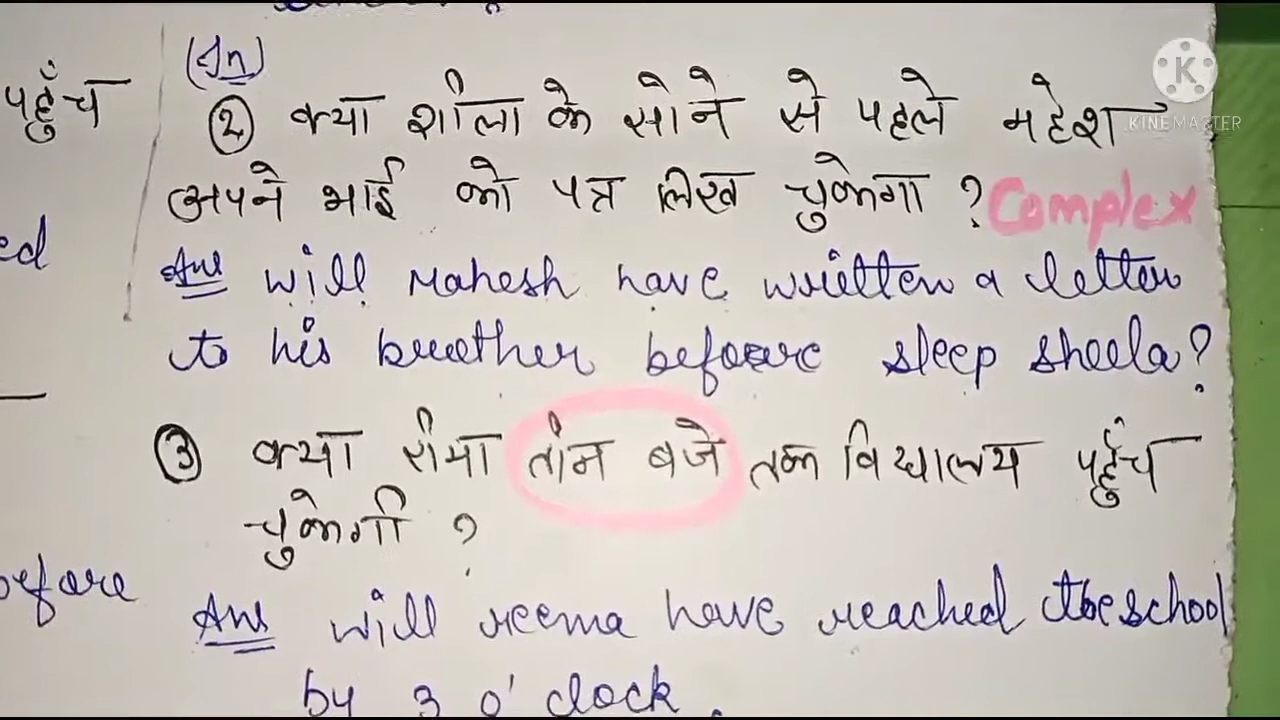 पहुँच
ed
before
(In)
② क्या शीला के सोने से पहले महेश
अपने भाई को पत्र लिख चुकेगा ? Complex
Ans will Mahesh have written a letter
to his brother before sleep sheela?
③ क्या रीमा तीन बजे तक विद्यालय पहुँच
चुकेगी ?
Ans will reema have reached the school
by 3 o'clock.
KINEMASTER